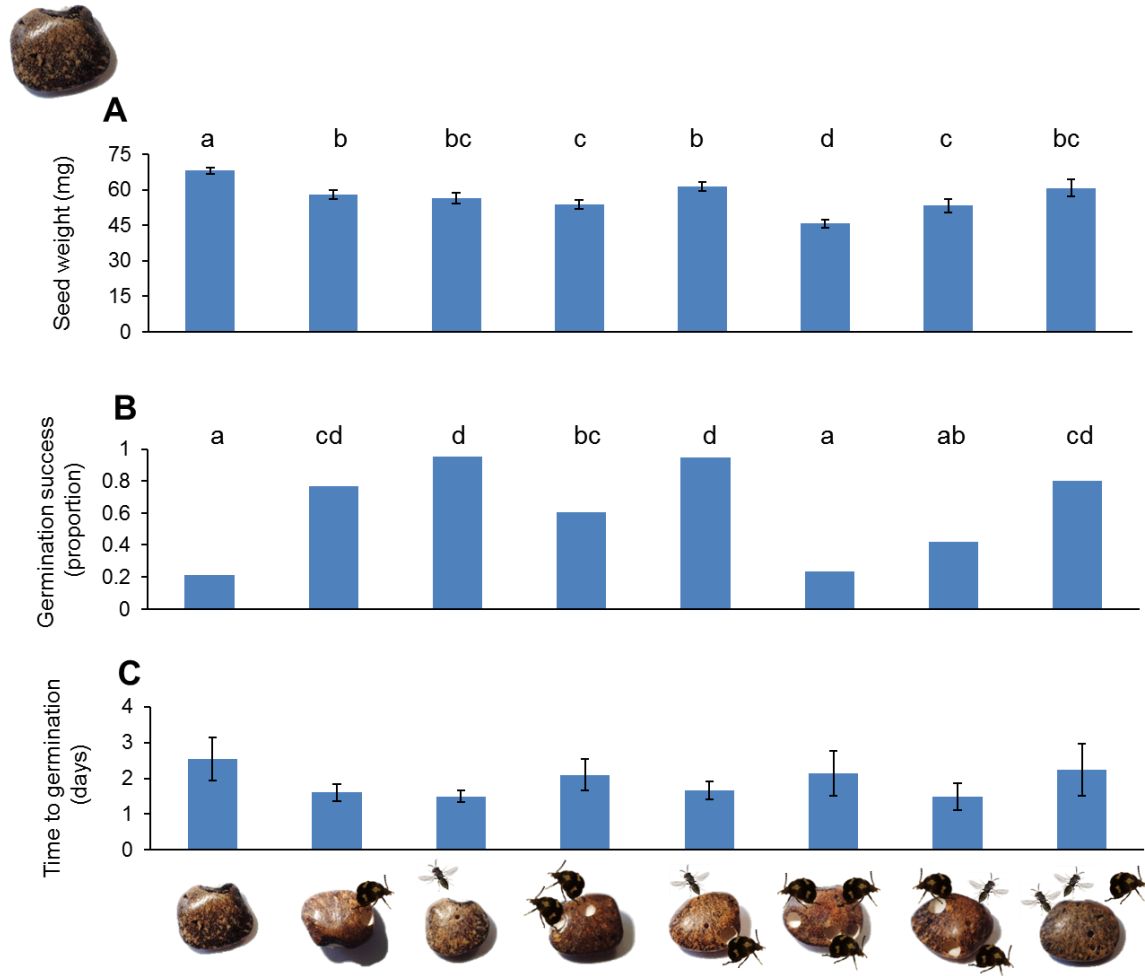 A
a b bc c b d c bc
Seed weight (mg)
75
60
45
30
15
0
B
a cd d bc d a ab cd
Germination success
(proportion)
1
0.8
0.6
0.4
0.2
0
C
Time to germination
(days)
4
3
2
1
0